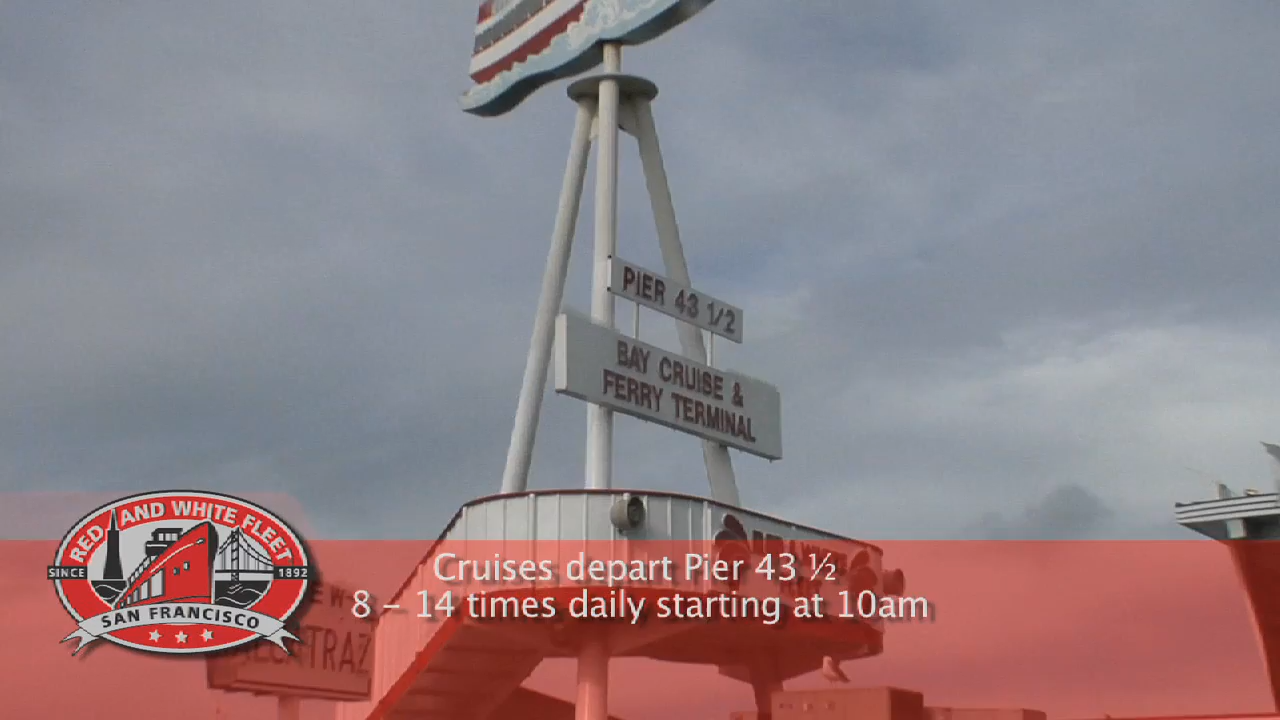 PIER 43 1/2
BAY CRUISE &
FERRY TERMINAL
RED AND WHITE FLEET
SINCE 1892
SAN FRANCISCO
Cruises depart Pier 43 ½
8 – 14 times daily starting at 10am
ALCATRAZ